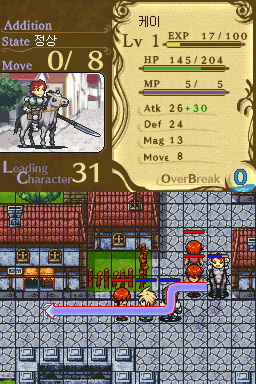 Addition
State 정상
Move 0/ 8
Leading
Character 31
케이
Lv 1 EXP 17/100
HP 145/204
MP 5/ 5
Atk 26+30
Def 24
Mag 13
Move 8
OverBreak 0